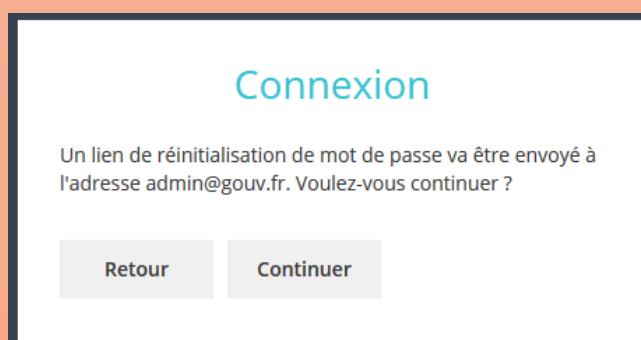 Connexion
Un lien de réinitialisation de mot de passe va être envoyé à
l'adresse admin@gouv.fr. Voulez-vous continuer ?
Retour
Continuer